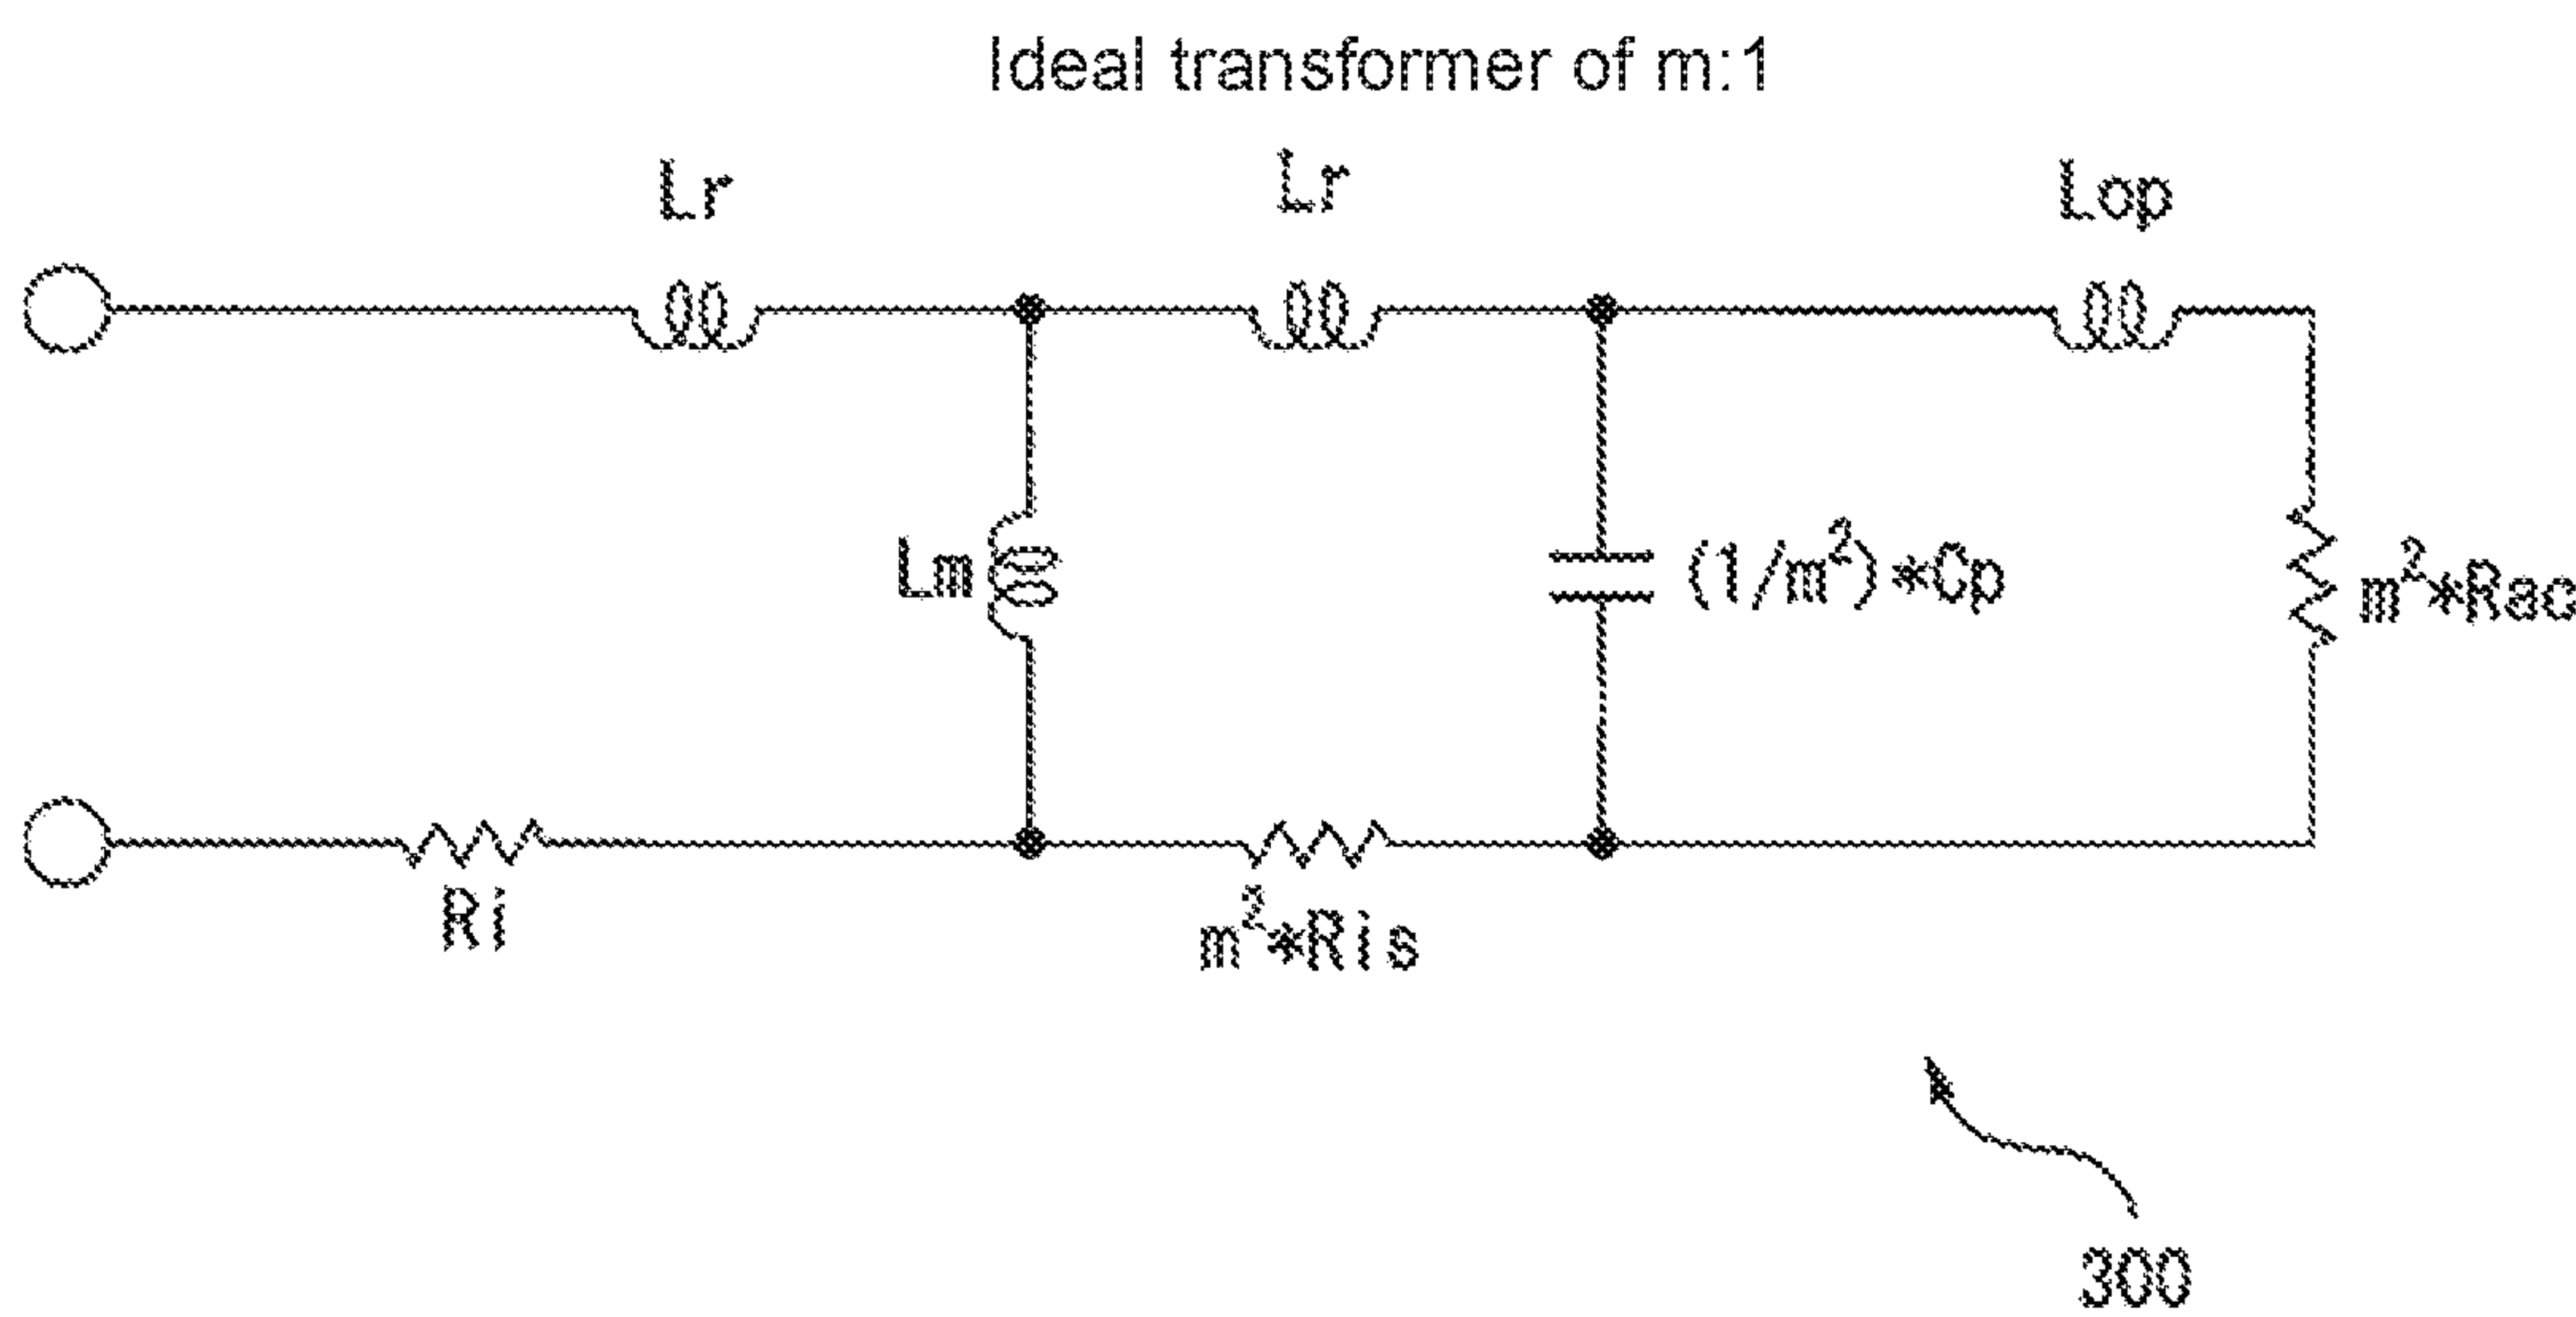 Ideal transformer of m:1
Lr
Lr
Lop
Lm
(1/m²)*Cp
m²*Rac
Ri
m²*Ris
300